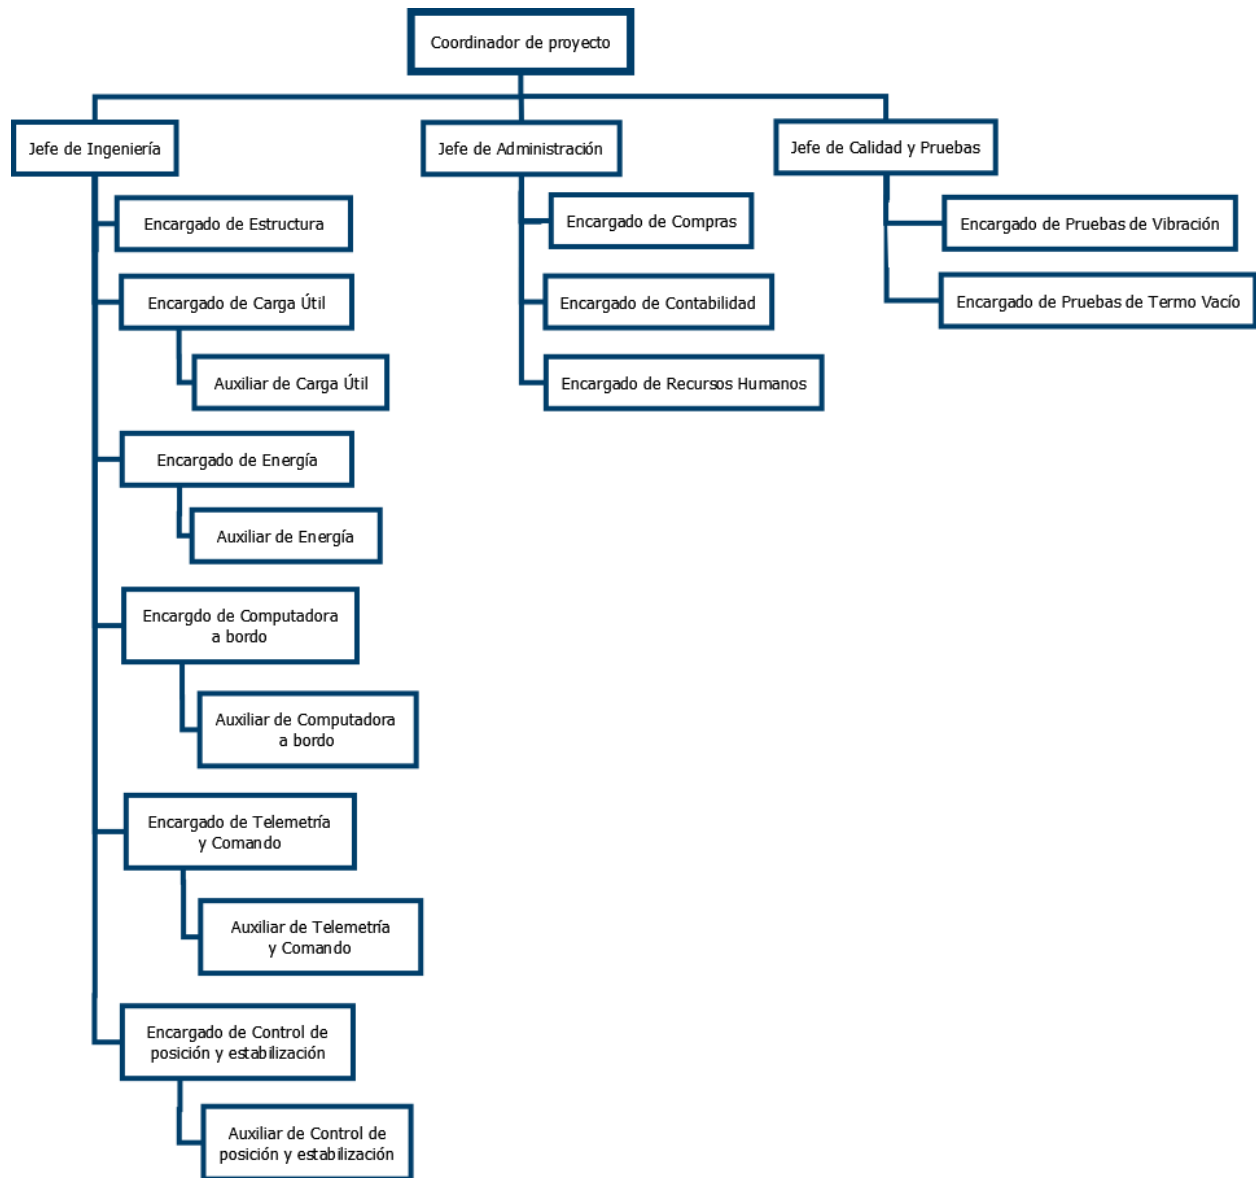 Coordinador de proyecto
Jefe de Ingeniería
Jefe de Administración
Jefe de Calidad y Pruebas
Encargado de Estructura
Encargado de Carga Útil
Auxiliar de Carga Útil
Encargado de Energía
Auxiliar de Energía
Encargdo de Computadora
a bordo
Auxiliar de Computadora
a bordo
Encargado de Telemetría
y Comando
Auxiliar de Telemetría
y Comando
Encargado de Control de
posición y estabilización
Auxiliar de Control de
posición y estabilización
Encargado de Compras
Encargado de Contabilidad
Encargado de Recursos Humanos
Encargado de Pruebas de Vibración
Encargado de Pruebas de Termo Vacío